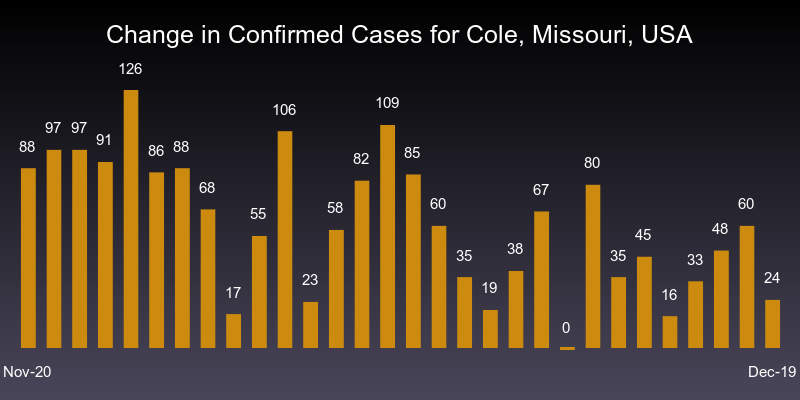 Change in Confirmed Cases for Cole, Missouri, USA
88 97 97 91 126 86 88 68 17 55 106 23 58 82 109 85 60 35 19 38 67 0 80 35 45 16 33 48 60 24
Nov-20 Dec-19